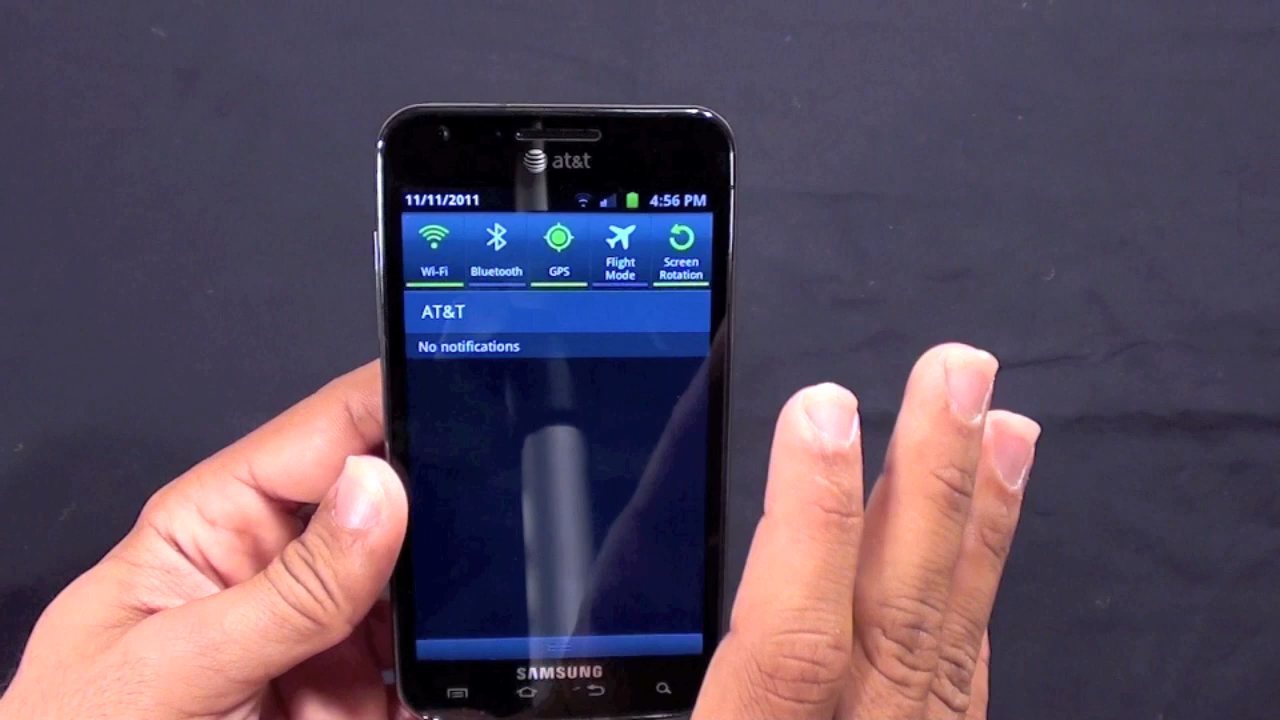 at&t
11/11/2011 4:56 PM
Wi-Fi Bluetooth GPS Flight Mode Screen Rotation
AT&T
No notifications
SAMSUNG